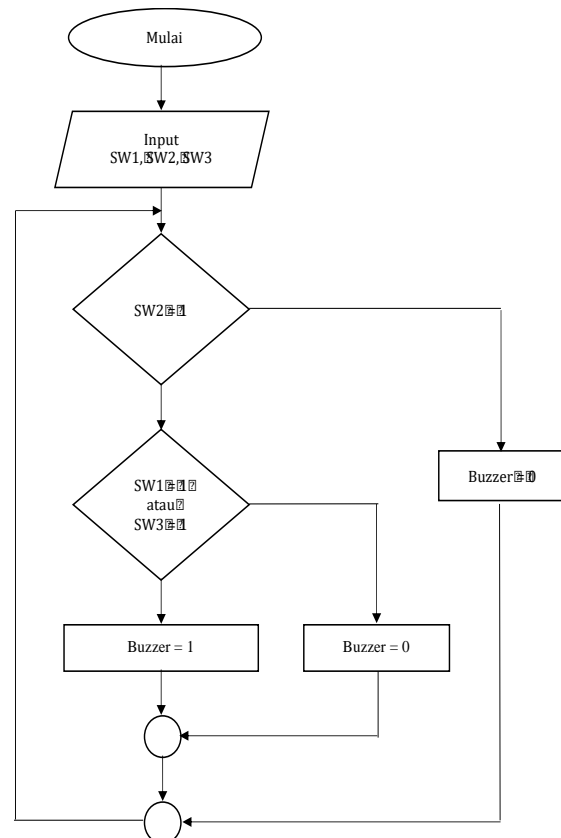 Mulai
Input
SW1, SW2, SW3
SW2 = 1
SW1 = 1
atau
SW3 = 1
Buzzer = 0
Buzzer = 1
Buzzer = 0